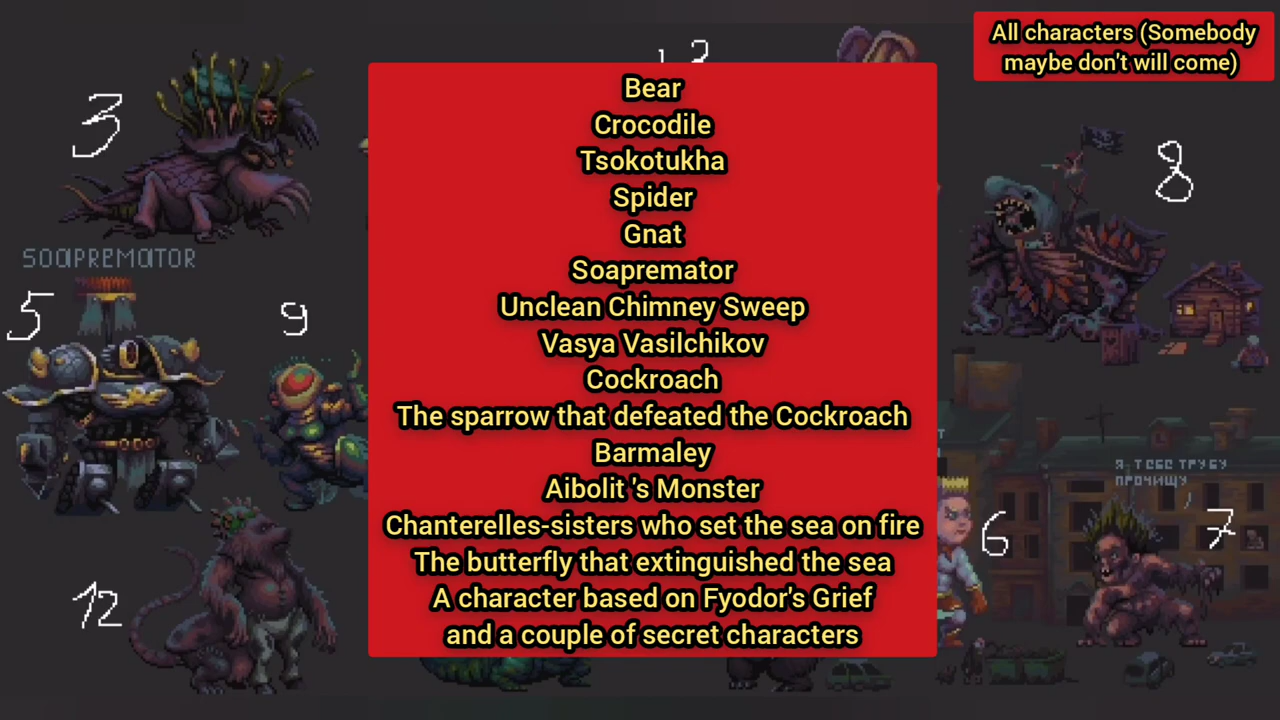 All characters (Somebody
maybe don't will come)
3
8
SOAPREMATOR
5
9
Bear
Crocodile
Tsokotukha
Spider
Gnat
Soapremator
Unclean Chimney Sweep
Vasya Vasilchikov
Cockroach
The sparrow that defeated the Cockroach
Barmaley
Aibolit 's Monster
Chanterelles-sisters who set the sea on fire
The butterfly that extinguished the sea
A character based on Fyodor's Grief
and a couple of secret characters
Я ТЕБЕ ТРУБУ
ПРОЧИЩУ
6
7
12